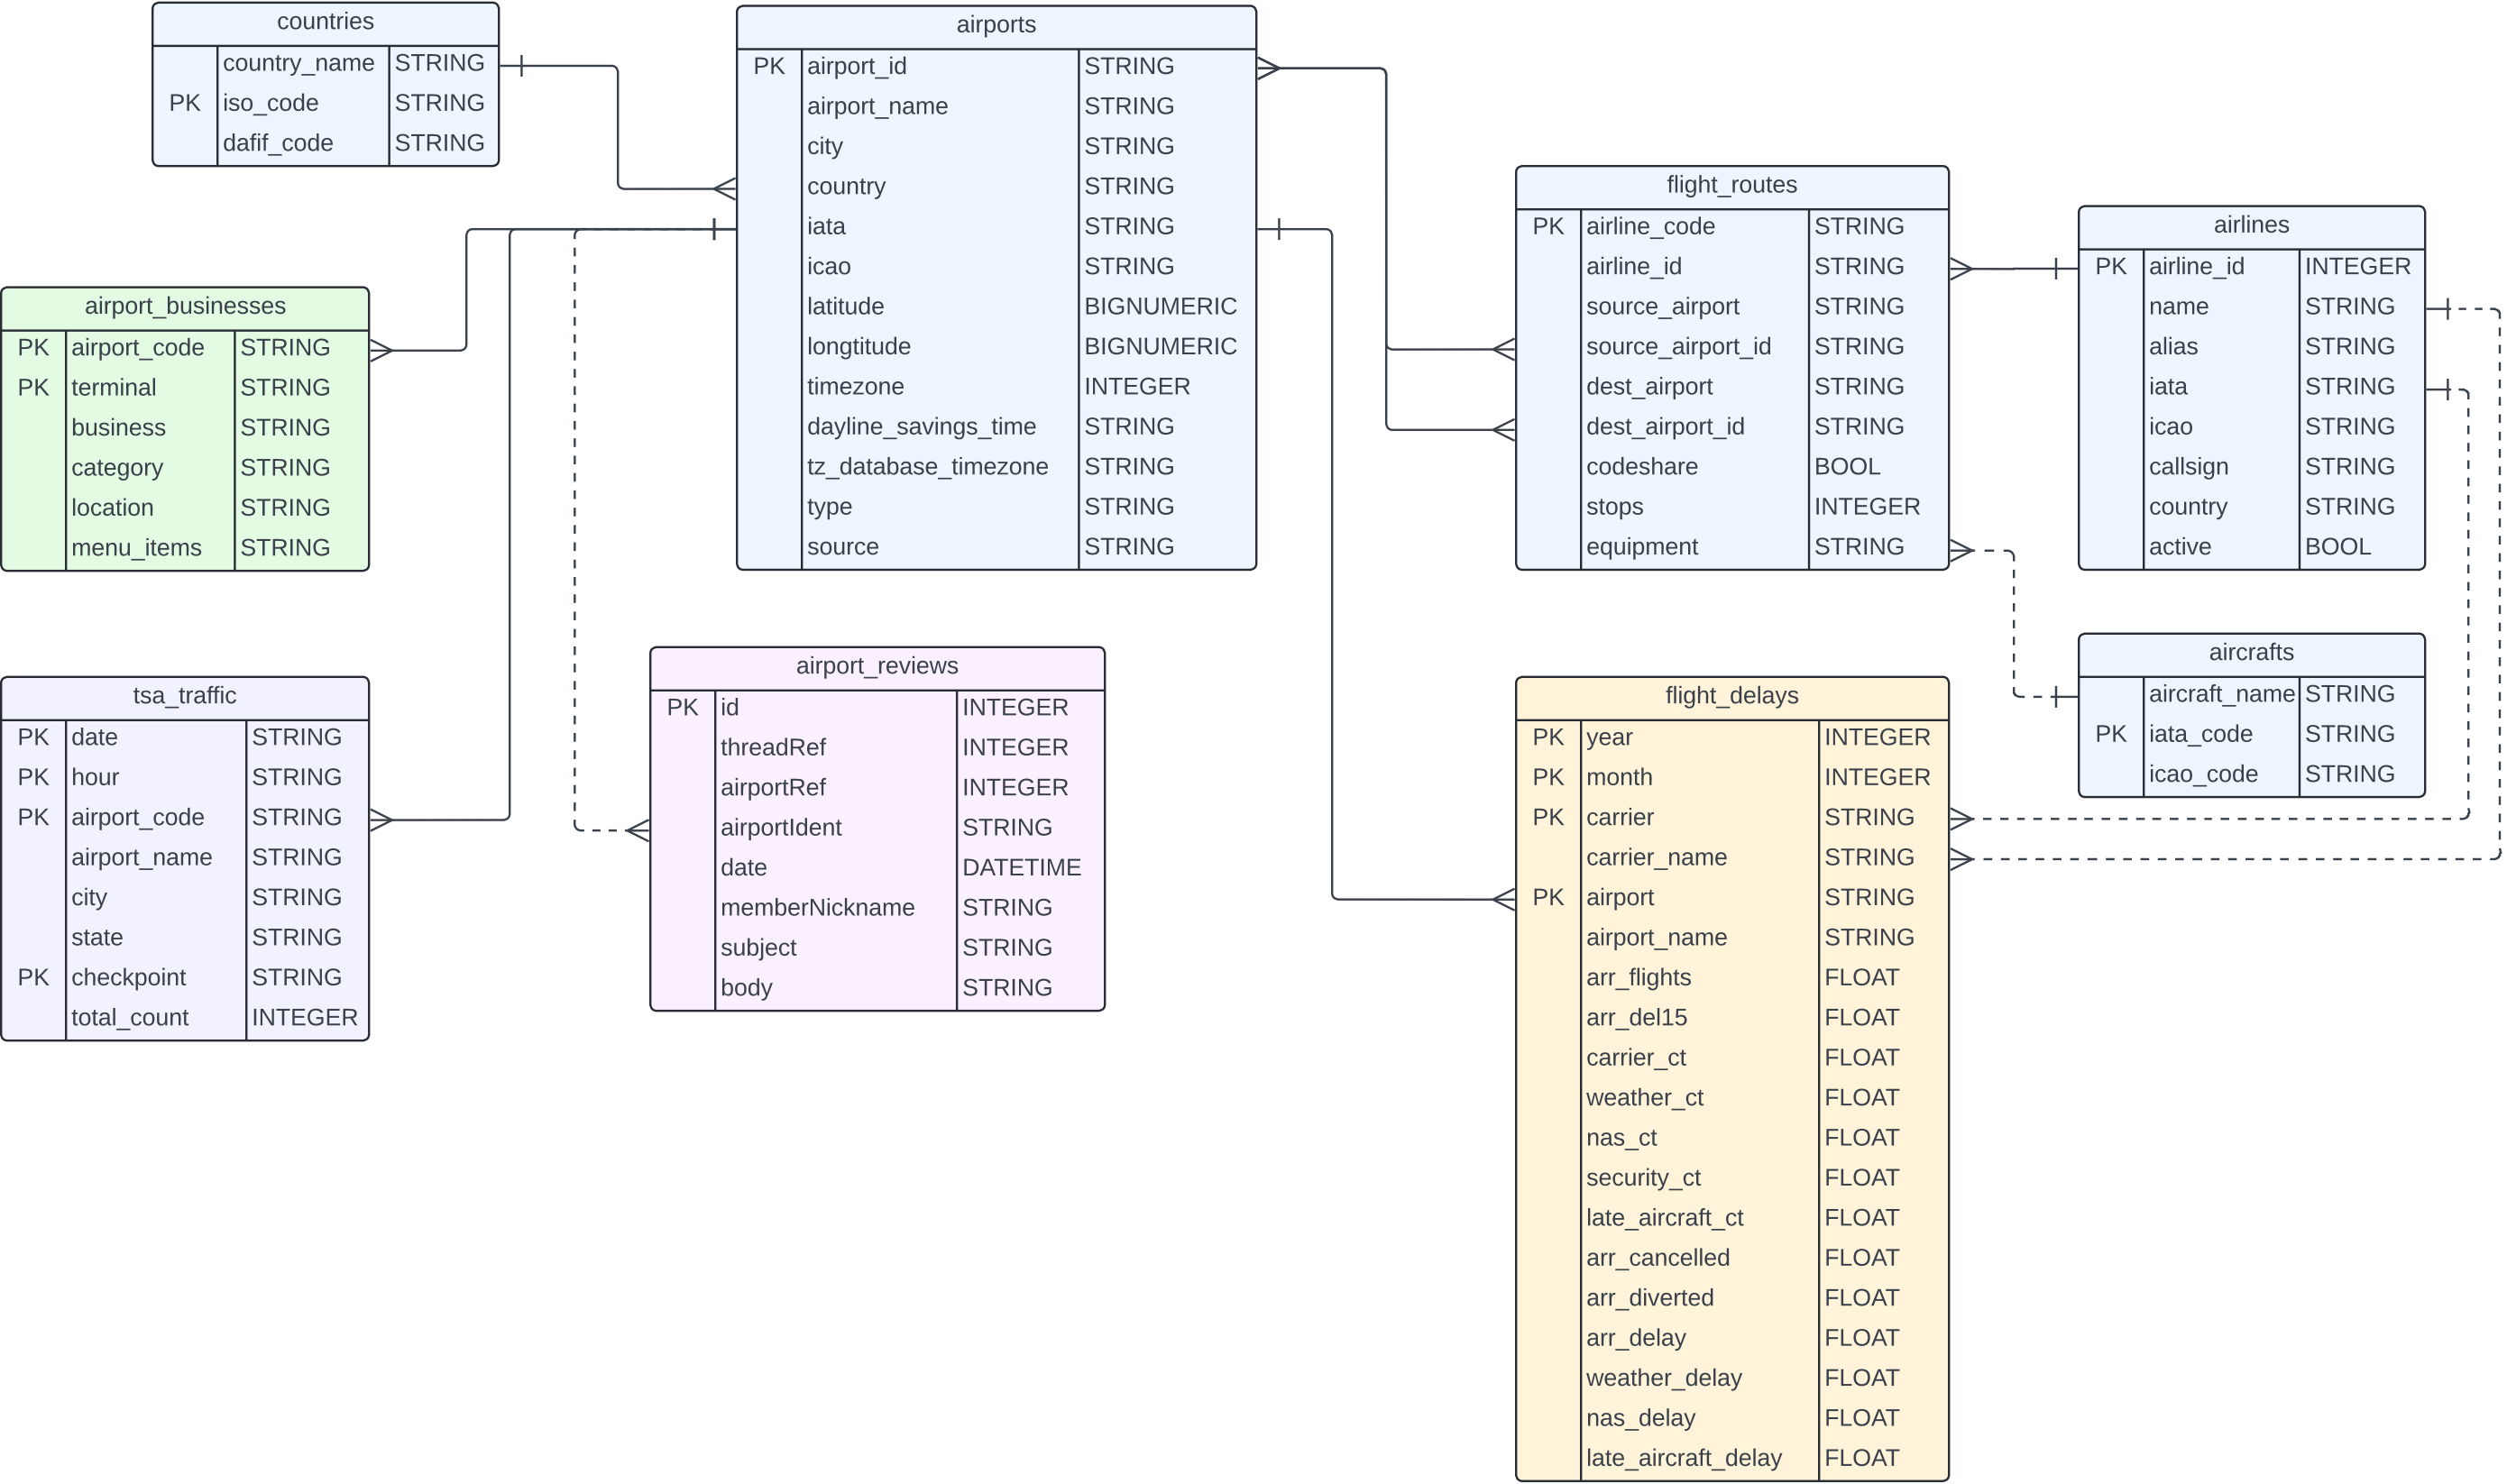 countries
country_name STRING
PK iso_code STRING
dafif_code STRING
airports
PK airport_id STRING
airport_name STRING
city STRING
country STRING
iata STRING
icao STRING
latitude BIGNUMERIC
longtitude BIGNUMERIC
timezone INTEGER
dayline_savings_time STRING
tz_database_timezone STRING
type STRING
source STRING
flight_routes
PK airline_code STRING
airline_id STRING
source_airport STRING
source_airport_id STRING
dest_airport STRING
dest_airport_id STRING
codeshare BOOL
stops INTEGER
equipment STRING
airlines
PK airline_id INTEGER
name STRING
alias STRING
iata STRING
icao STRING
callsign STRING
country STRING
active BOOL
airport_businesses
PK airport_code STRING
PK terminal STRING
business STRING
category STRING
location STRING
menu_items STRING
tsa_traffic
PK date STRING
PK hour STRING
PK airport_code STRING
airport_name STRING
city STRING
state STRING
PK checkpoint STRING
total_count INTEGER
airport_reviews
PK id INTEGER
threadRef INTEGER
airportRef INTEGER
airportIdent STRING
date DATETIME
memberNickname STRING
subject STRING
body STRING
flight_delays
PK year INTEGER
PK month INTEGER
PK carrier STRING
carrier_name STRING
PK airport STRING
airport_name STRING
arr_flights FLOAT
arr_del15 FLOAT
carrier_ct FLOAT
weather_ct FLOAT
nas_ct FLOAT
security_ct FLOAT
late_aircraft_ct FLOAT
arr_cancelled FLOAT
arr_diverted FLOAT
arr_delay FLOAT
weather_delay FLOAT
nas_delay FLOAT
late_aircraft_delay FLOAT
aircrafts
aircraft_name STRING
PK iata_code STRING
icao_code STRING